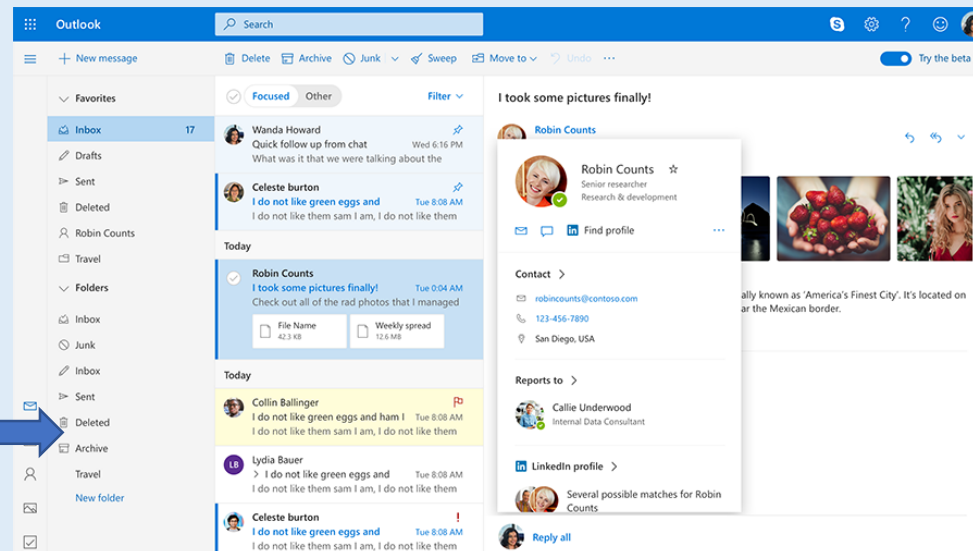 Outlook
Search
New message
Delete
Archive
Junk
Sweep
Move to
Undo
Try the beta
Favorites
Inbox 17
Drafts
Sent
Deleted
Robin Counts
Travel
Folders
Inbox
Junk
Inbox
Sent
Deleted
Archive
Travel
New folder
Focused Other Filter
Wanda Howard
Quick follow up from chat Wed 6:16 PM
What was it that we were talking about the
Celeste burton
I do not like green eggs and Tue 8:08 AM
I do not like them sam I am, I do not like them
Today
Robin Counts
I took some pictures finally! Tue 0:04 AM
Check out all of the rad photos that I managed
File Name
42.3 KB
Weekly spread
12.6 MB
Today
Collin Ballinger
I do not like green eggs and ham I Tue 8:08 AM
I do not like them sam I am, I do not like them
LB
Lydia Bauer
> I do not like green eggs and Tue 8:08 AM
I do not like them sam I am, I do not like them
Celeste burton
I do not like green eggs and Tue 8:08 AM
I do not like them sam I am, I do not like them
I took some pictures finally!
Robin Counts
Robin Counts
Senior researcher
Research & development
Find profile
Contact >
robincounts@contoso.com
123-456-7890
San Diego, USA
Reports to >
Callie Underwood
Internal Data Consultant
LinkedIn profile >
Several possible matches for Robin
Counts
ally known as 'America's Finest City'. It's located on
ar the Mexican border.
Reply all